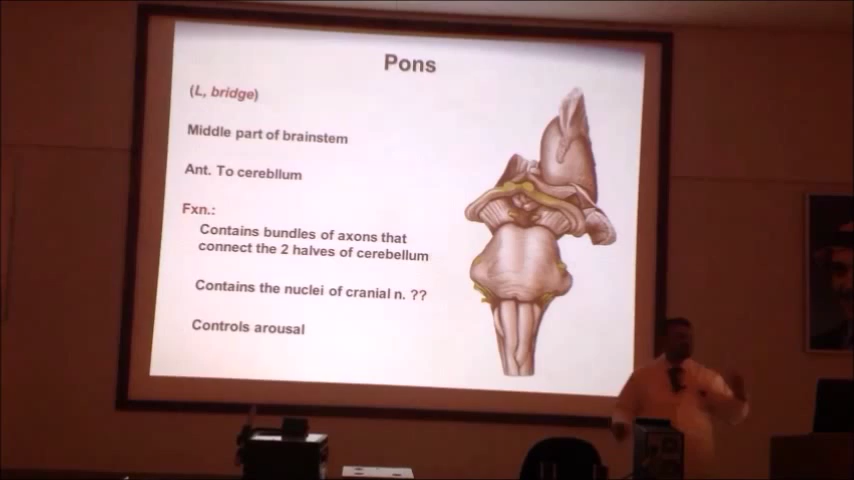 Pons
(L, bridge)
Middle part of brainstem
Ant. To cerebllum
Fxn.:
Contains bundles of axons that
connect the 2 halves of cerebellum
Contains the nuclei of cranial n. ??
Controls arousal